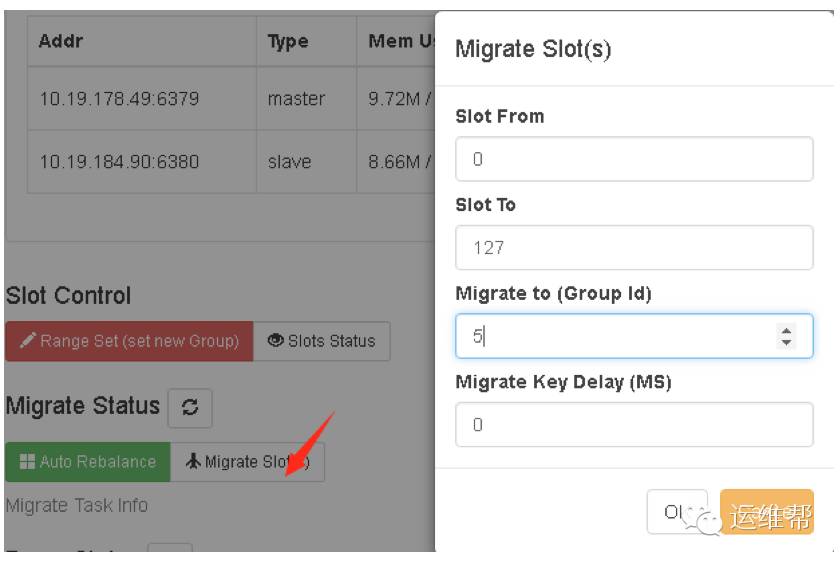 Addr Type Mem U
10.19.178.49:6379 master 9.72M /
10.19.184.90:6380 slave 8.66M /
Slot Control
Range Set (set new Group) Slots Status
Migrate Status
Auto Rebalance Migrate Slot(s)
Migrate Task Info
Migrate Slot(s)
Slot From
0
Slot To
127
Migrate to (Group Id)
5
Migrate Key Delay (MS)
0
运维帮